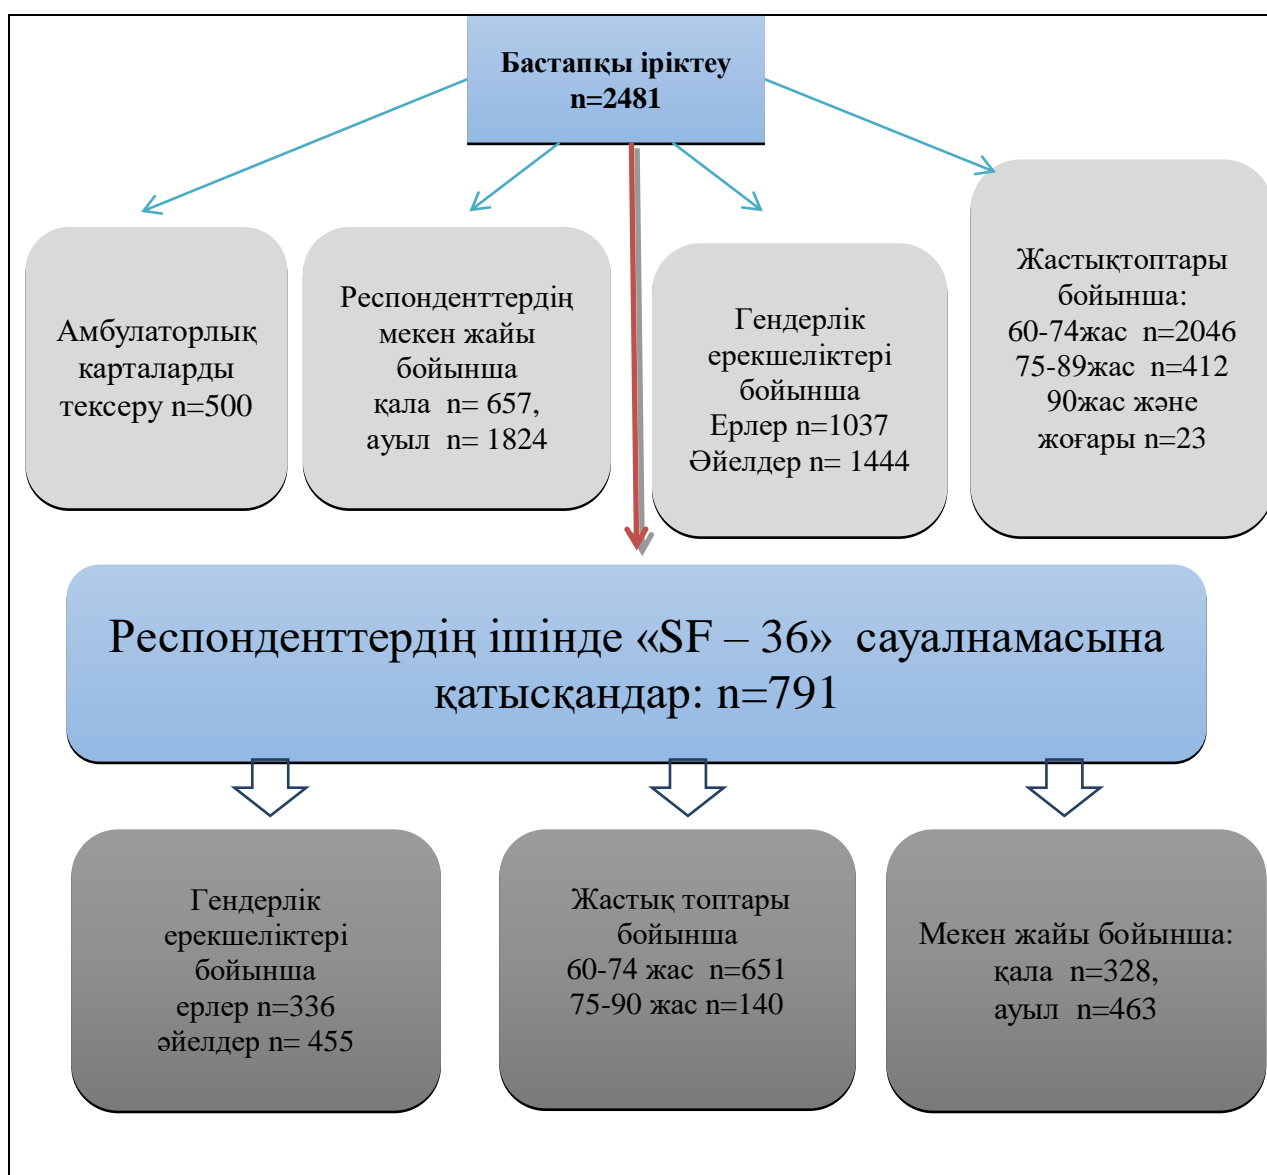 Бастапқы іріктеу
n=2481
Амбулаторлық
карталарды
тексеру n=500
Респонденттердің
мекен жайы
бойынша
қала  n= 657,
ауыл  n= 1824
Гендерлік
ерекшеліктері
бойынша
Ерлер n=1037
Әйелдер n= 1444
Жастықтоптары
бойынша:
60-74жас  n=2046
75-89жас  n=412
90жас және
жоғары n=23
Респонденттердің ішінде «SF – 36»  сауалнамасына
қатысқандар: n=791
Гендерлік
ерекшеліктері
бойынша
ерлер n=336
әйелдер n= 455
Жастық топтары
бойынша
60-74 жас  n=651
75-90 жас n=140
Мекен жайы бойынша:
қала  n=328,
ауыл  n=463